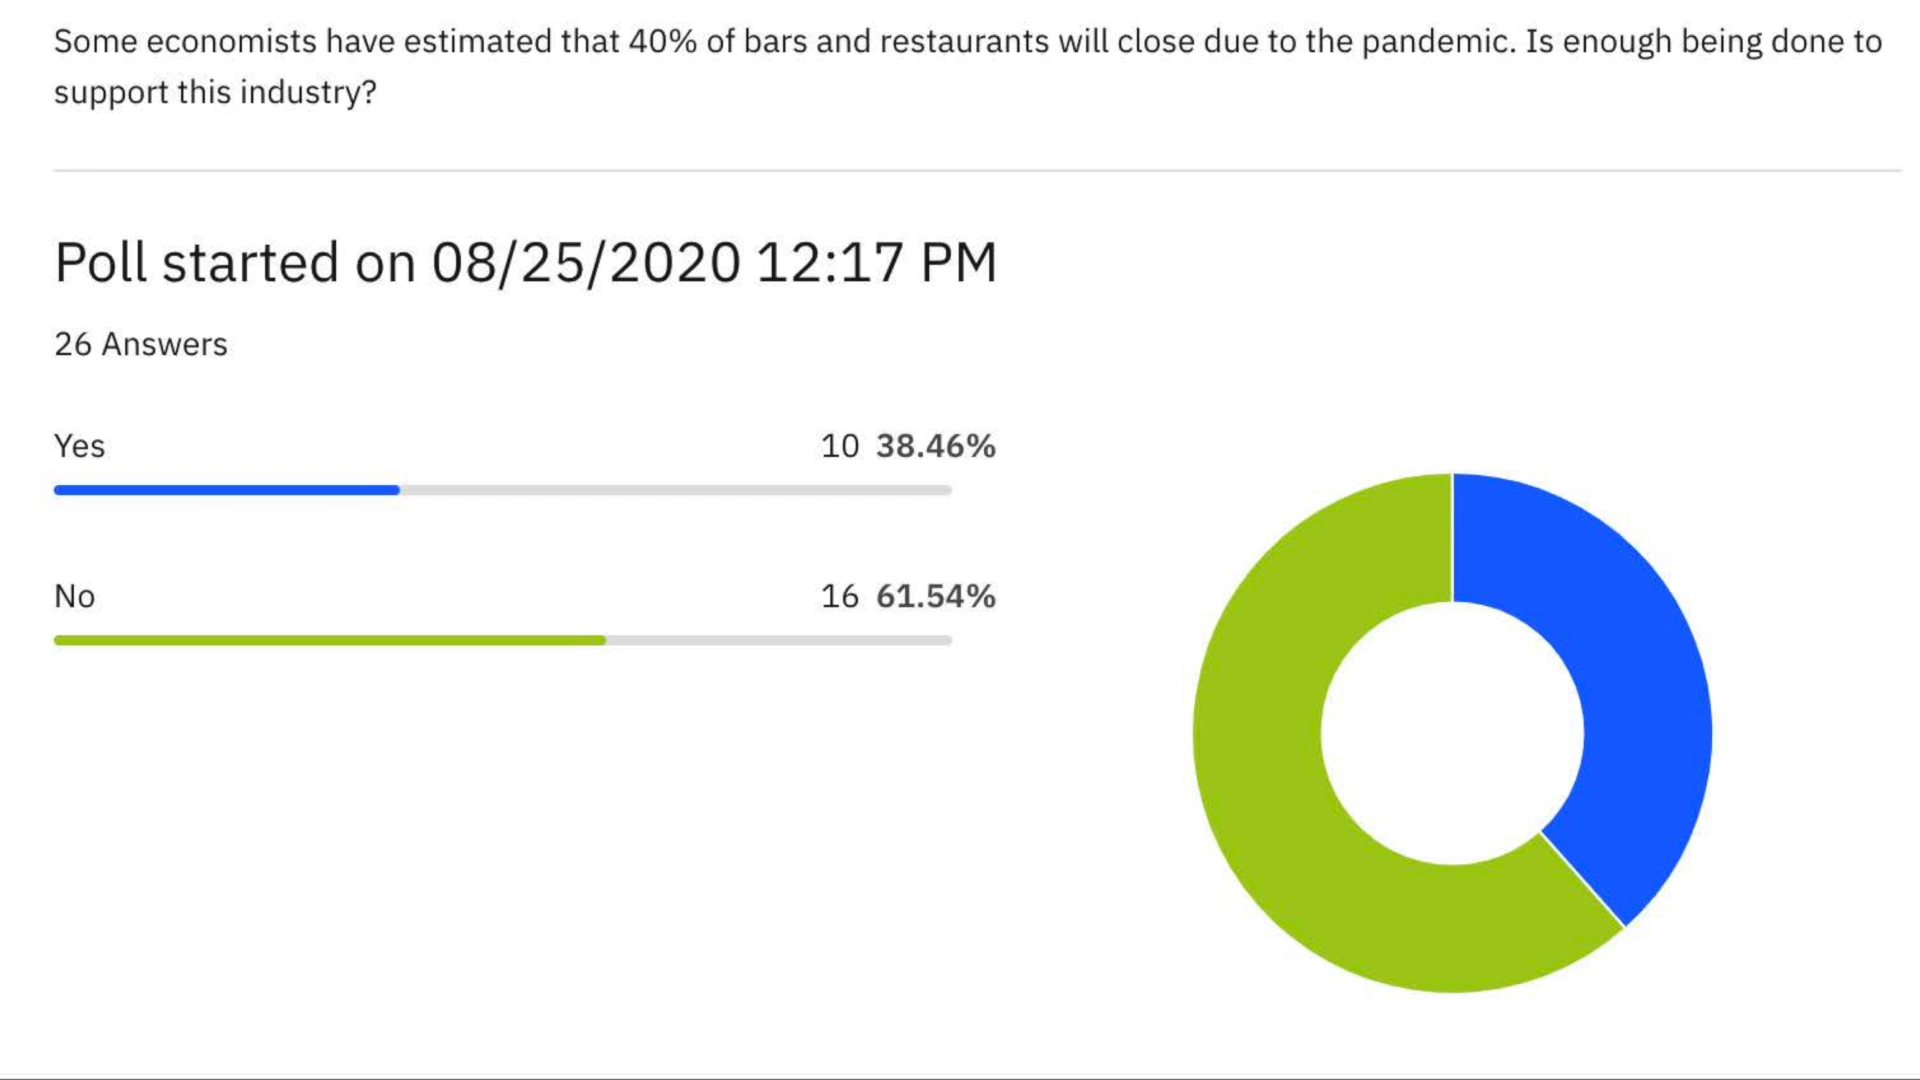 Some economists have estimated that 40% of bars and restaurants will close due to the pandemic. Is enough being done to
support this industry?
Poll started on 08/25/2020 12:17 PM
26 Answers
Yes 10 38.46%
No 16 61.54%